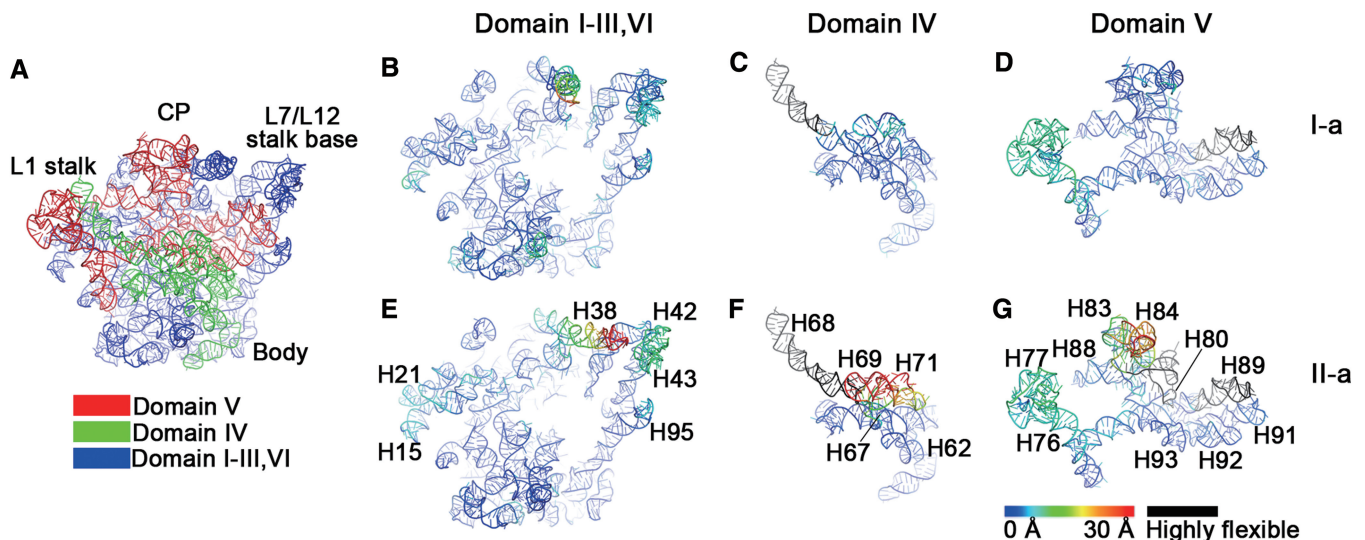 Domain I-III,VI
Domain IV
Domain V
A
B
C
D
CP
L7/L12
stalk base
L1 stalk
I-a
Body
Domain V
Domain IV
Domain I-III,VI
E
H38
H42
H43
H21
H15
H95
F
H68
H69
H71
H67
H62
G
H83
H84
H80
H88
H77
H89
H76
H91
H93
H92
II-a
0 Å
30 Å
Highly flexible